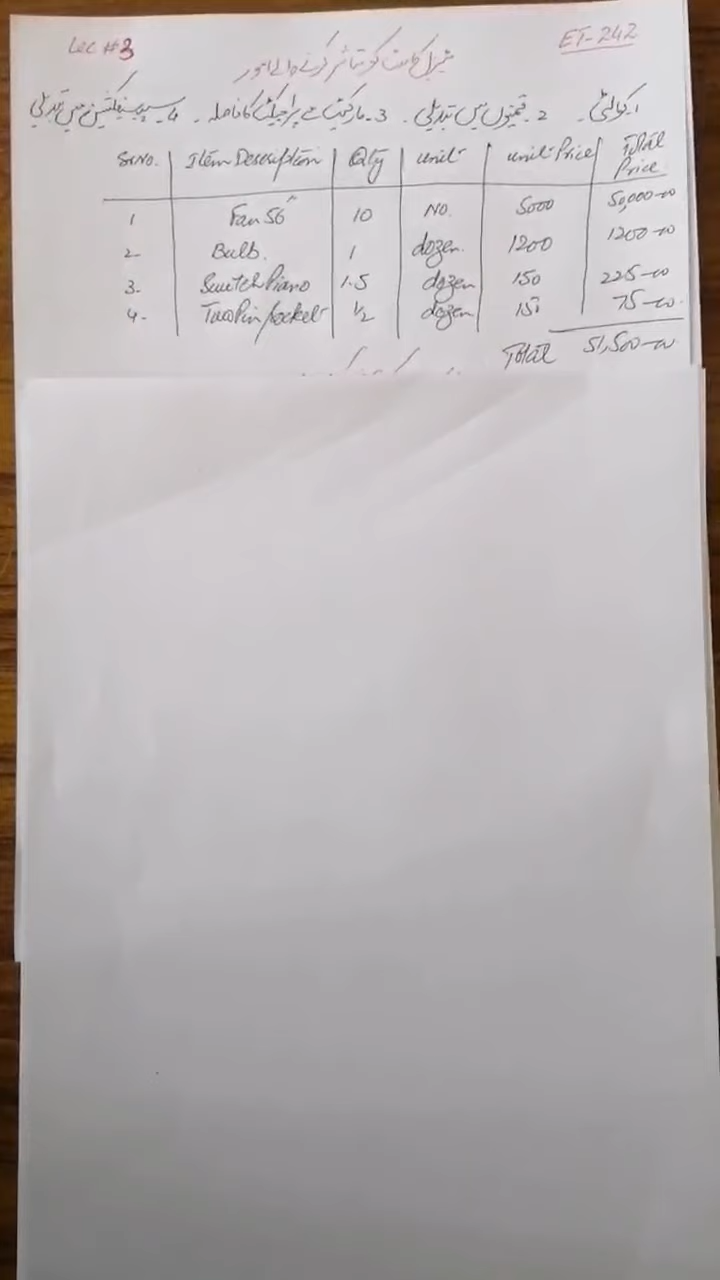 Lec #3
ET-242
میٹریل کاسٹ کو متاثر کرنے والے امور
1۔ کوالٹی ۔ 2۔ قیمتوں میں تبدیلی ۔ 3۔ مارکیٹ سے پراجیکٹ کا فاصلہ ۔ 4۔ سپیسیفکیشن میں تبدیلی
Sr.No. Item Description Qty unit unit Price Total Price
1 Fan 56" 10 No. 5000 50,000-00
2- Bulb. 1 dozen. 1200 1200-00
3. Switch Piano 1.5 dozen 150 225-00
4- Two Pin socket 1/2 dozen 150 75-00.
Total 51,500-00